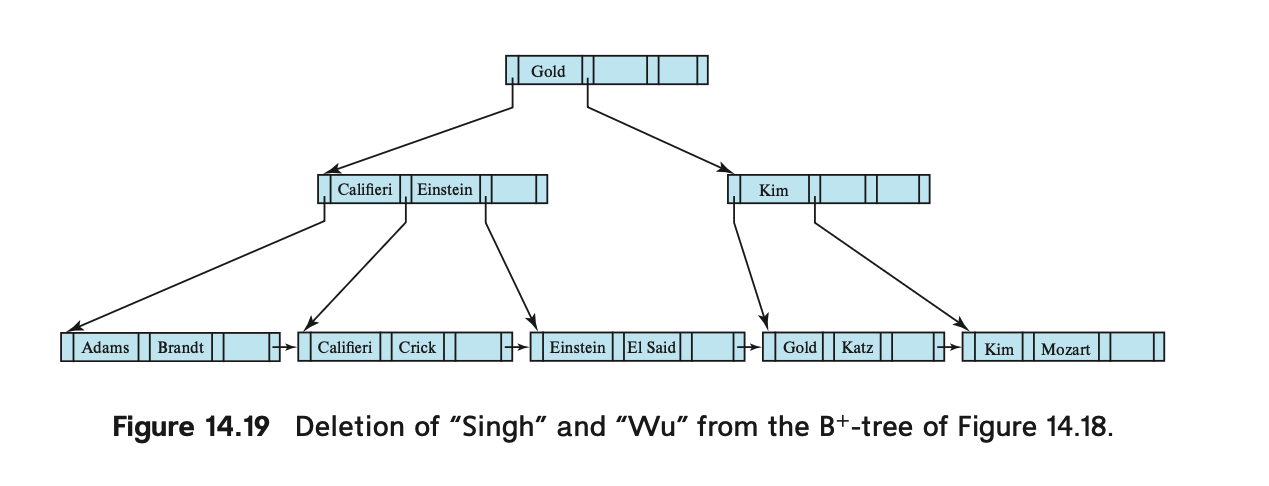 Gold
Califieri Einstein
Kim
Adams Brandt
Califieri Crick
Einstein El Said
Gold Katz
Kim Mozart
Figure 14.19 Deletion of “Singh” and “Wu” from the B+-tree of Figure 14.18.